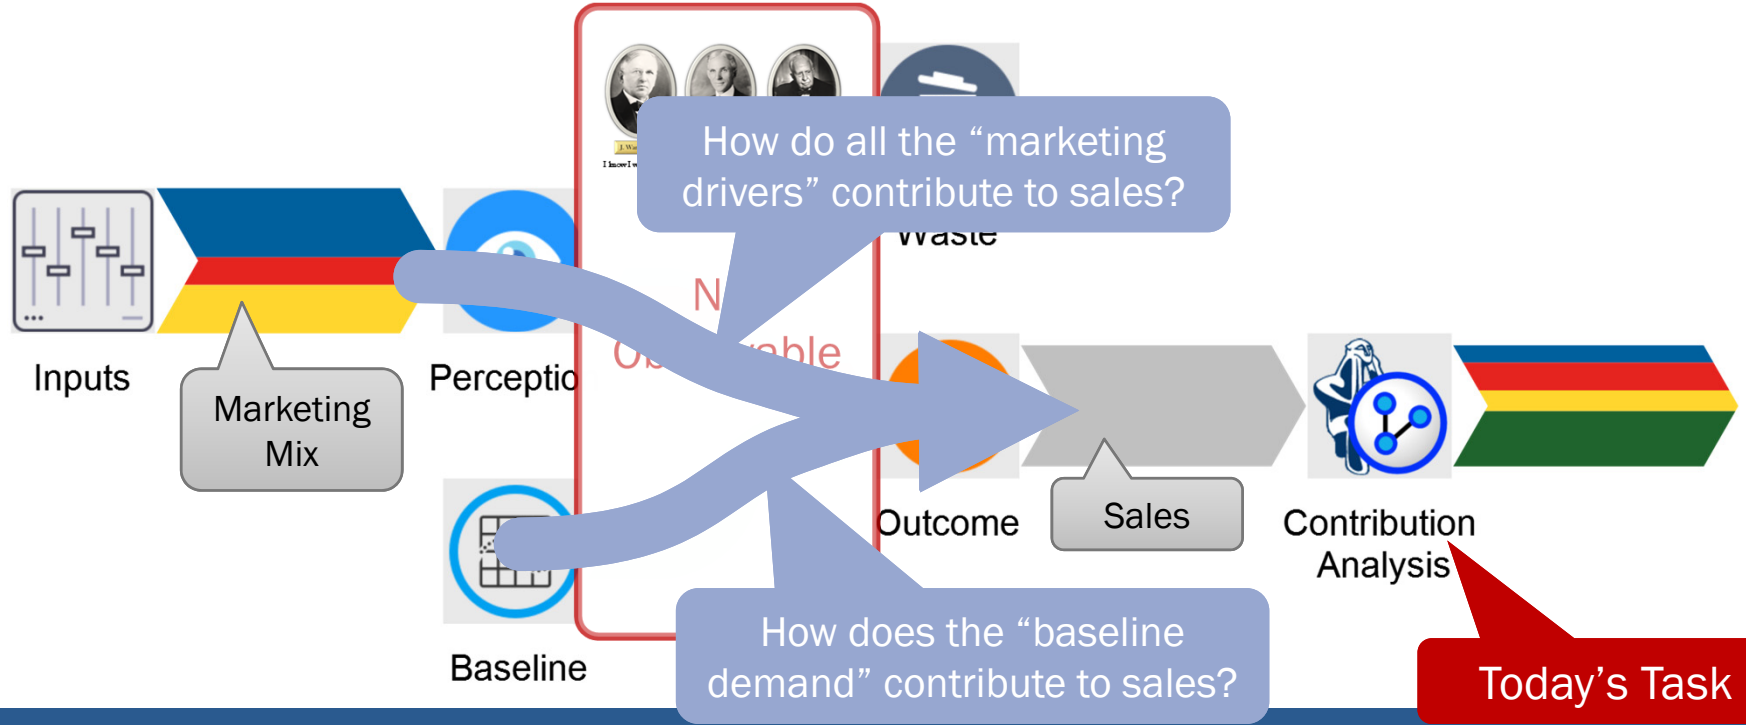 How do all the “marketing
drivers” contribute to sales?
Waste
Inputs
Marketing
Mix
Perceptio
Outcome
Sales
Contribution
Analysis
Baseline
How does the “baseline
demand” contribute to sales?
Today’s Task